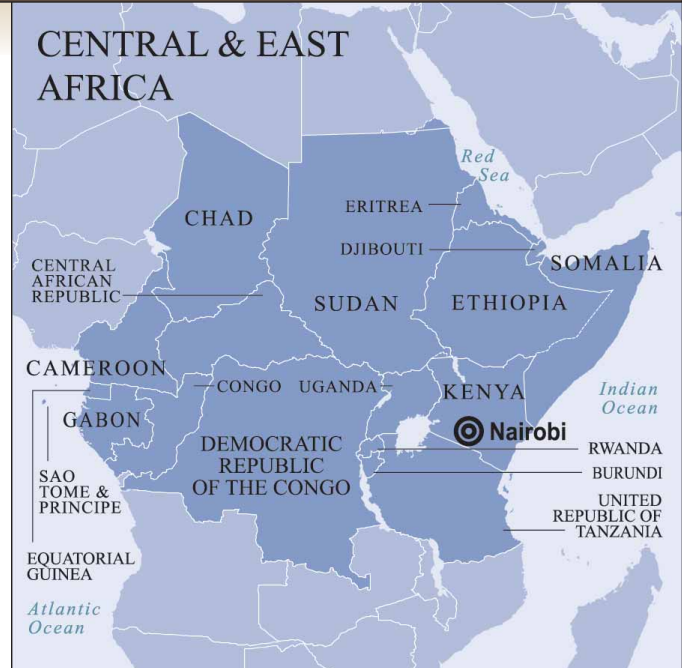 CENTRAL & EAST
AFRICA
Red
Sea
CHAD
ERITREA
DJIBOUTI
SOMALIA
CENTRAL
AFRICAN
REPUBLIC
SUDAN
ETHIOPIA
CAMEROON
CONGO
UGANDA
KENYA
Indian
Ocean
GABON
Nairobi
DEMOCRATIC
REPUBLIC
OF THE CONGO
RWANDA
BURUNDI
SAO
TOME &
PRINCIPE
UNITED
REPUBLIC OF
TANZANIA
EQUATORIAL
GUINEA
Atlantic
Ocean